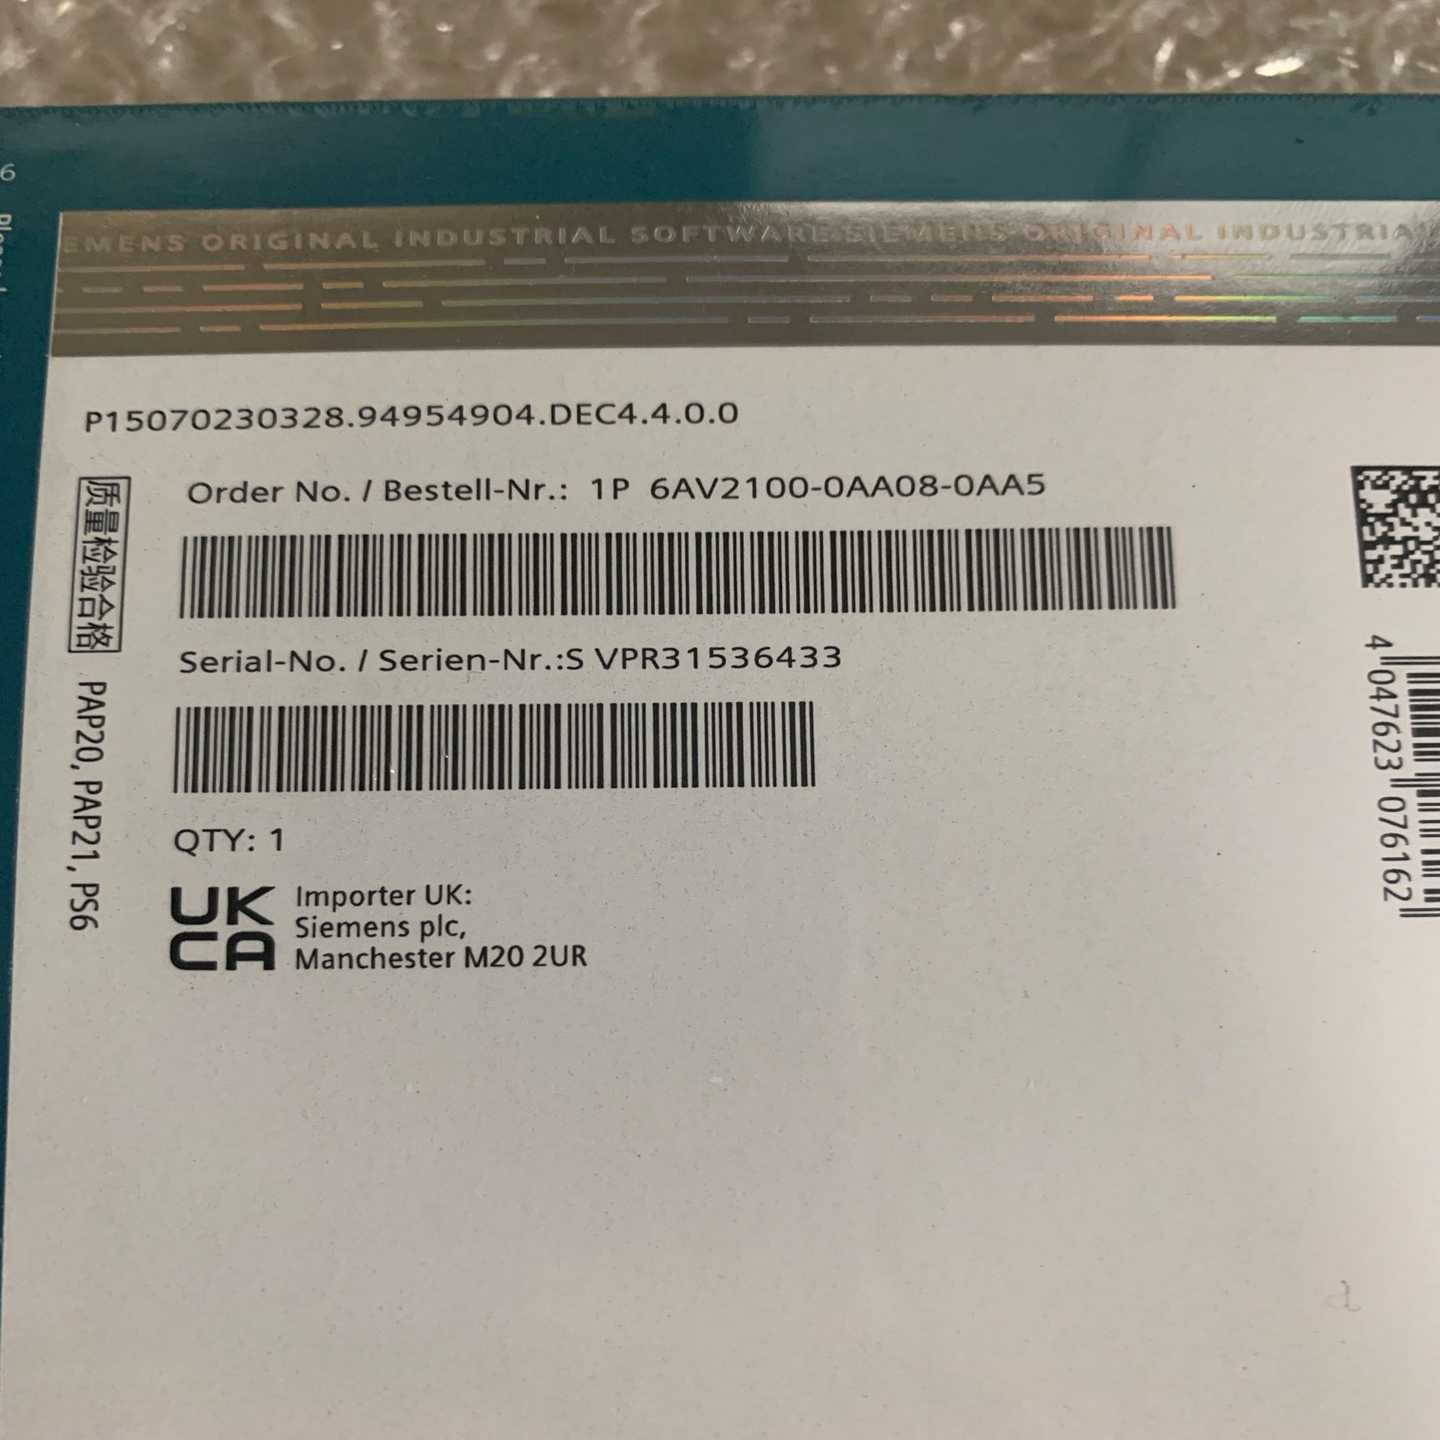 6
EMENS ORIGINAL INDUSTRIAL SOFTWARE SIEMENS ORIGINAL INDUSTRIA
P15070230328.94954904.DEC4.4.0.0
Order No. / Bestell-Nr.: 1P 6AV2100-0AA08-0AA5
质量检验合格
Serial-No. / Serien-Nr.:S VPR31536433
PAP20, PAP21, PS6
4 047623 076162
QTY: 1
UK
CA
Importer UK:
Siemens plc,
Manchester M20 2UR